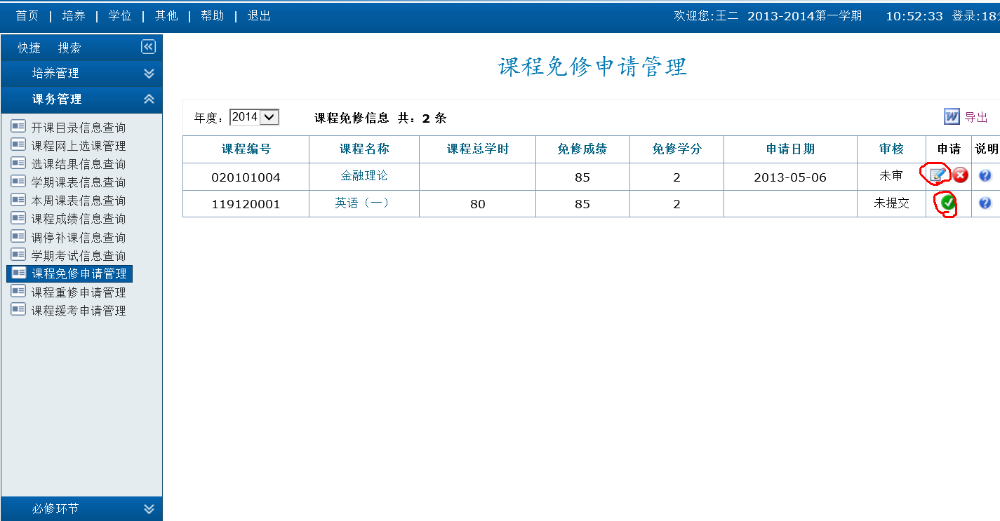 首页 | 培养 | 学位 | 其他 | 帮助 | 退出
欢迎您:王二 2013-2014第一学期 10:52:33 登录:18
快捷 搜索
培养管理
课务管理
开课目录信息查询
课程网上选课管理
选课结果信息查询
学期课表信息查询
本周课表信息查询
课程成绩信息查询
调停补课信息查询
学期考试信息查询
课程免修申请管理
课程重修申请管理
课程缓考申请管理
必修环节
课程免修申请管理
年度: 2014 课程免修信息 共: 2 条 导出
课程编号 课程名称 课程总学时 免修成绩 免修学分 申请日期 审核 申请 说明
020101004 金融理论 85 2 2013-05-06 未审
119120001 英语（一） 80 85 2 未提交